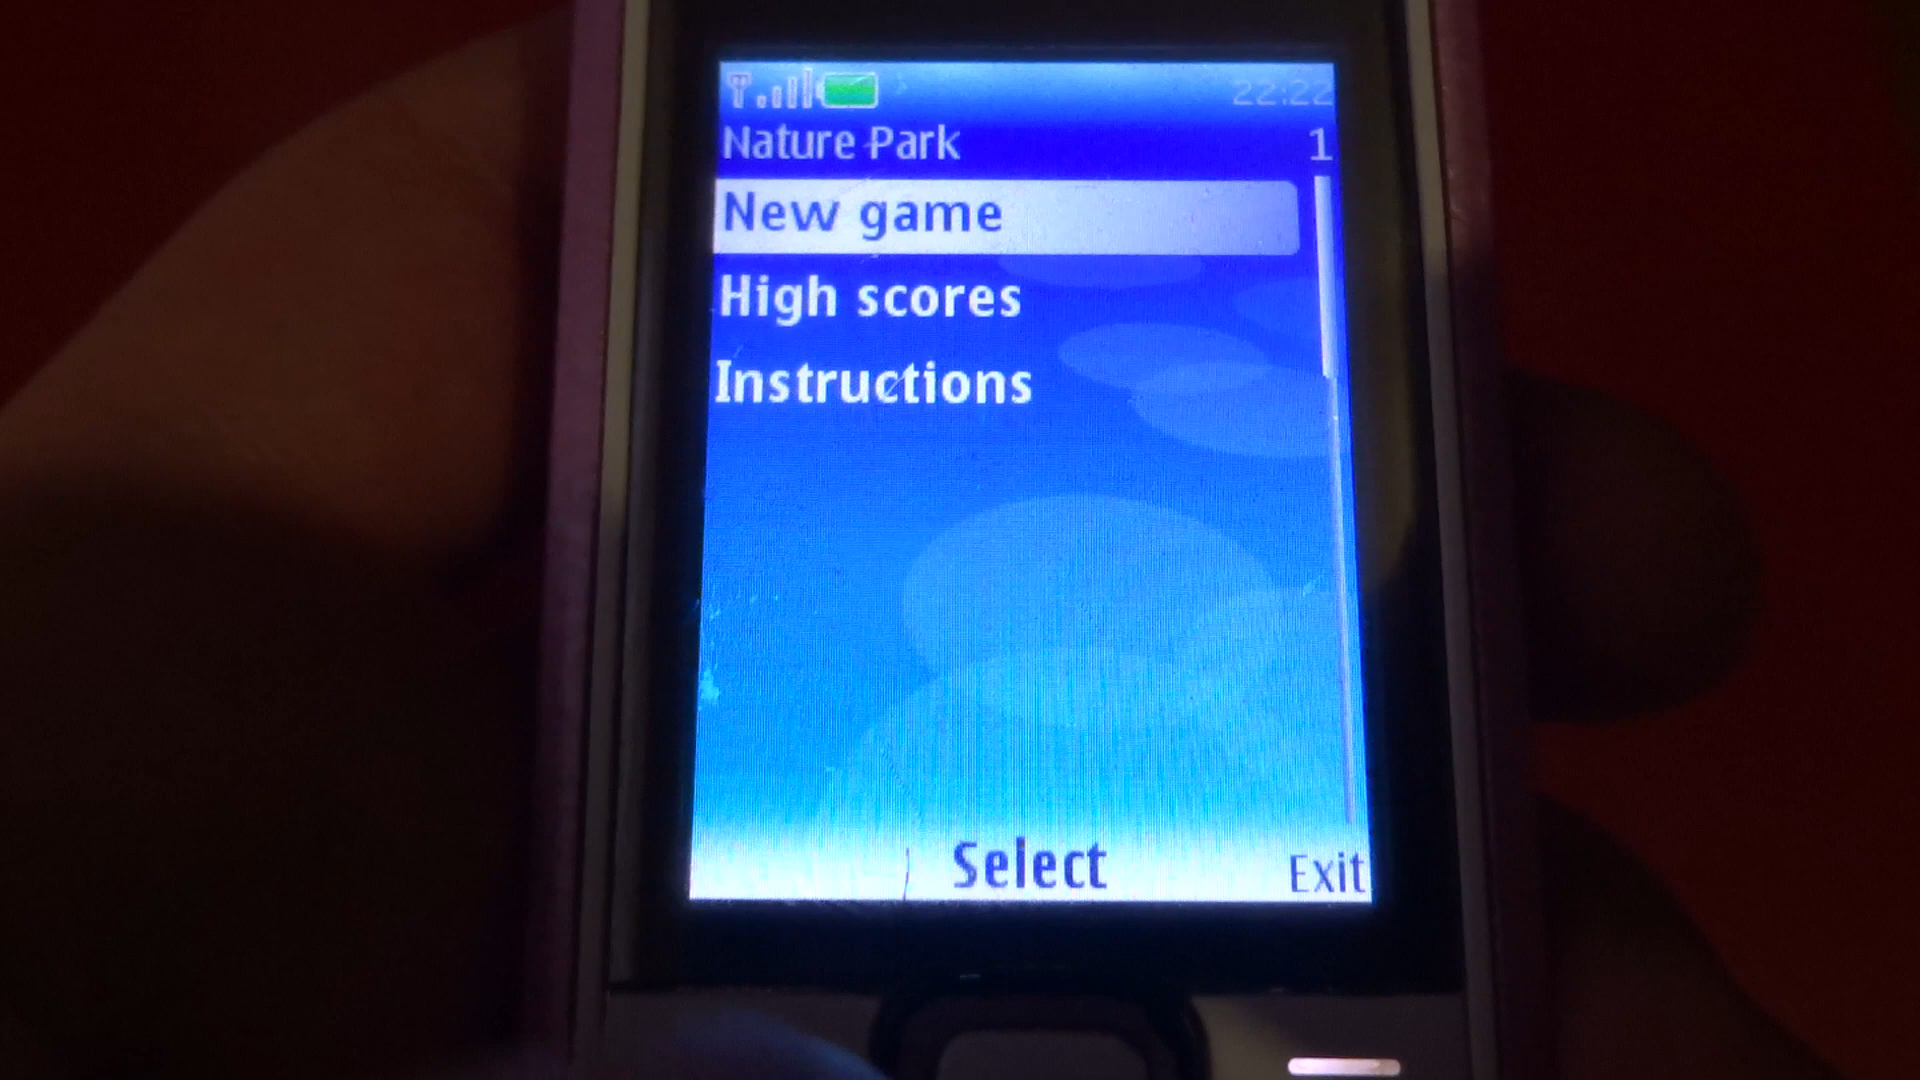 22:22
Nature Park 1
New game
High scores
Instructions
Select Exit